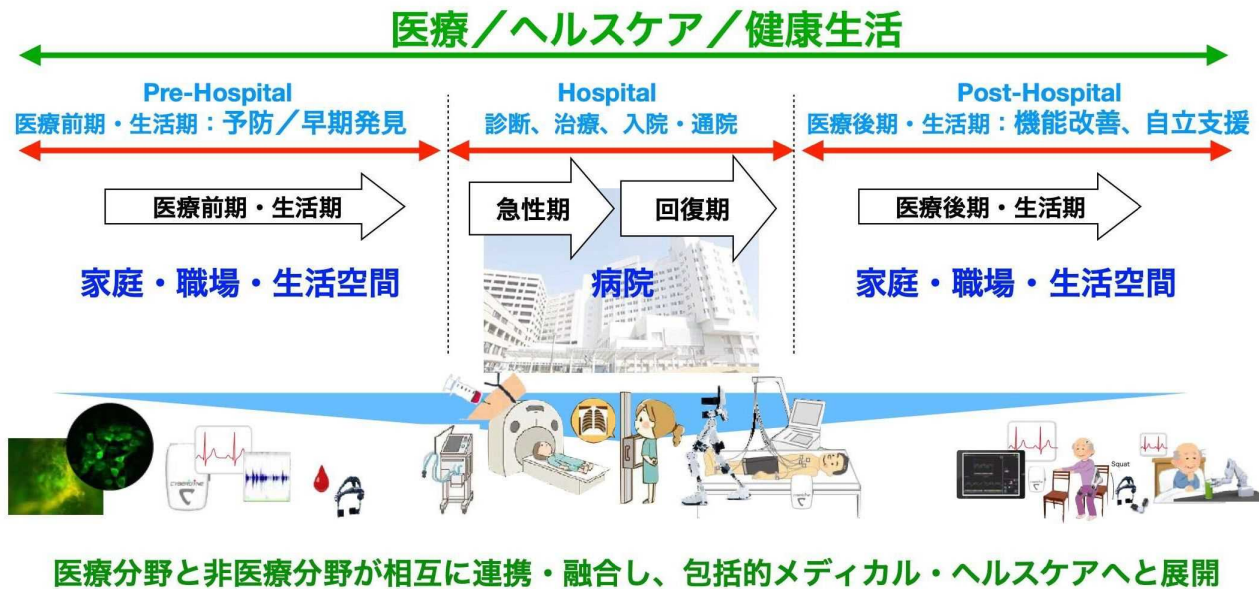 医療／ヘルスケア／健康生活
Pre-Hospital
医療前期・生活期：予防／早期発見
Hospital
診断、治療、入院・通院
Post-Hospital
医療後期・生活期：機能改善、自立支援
医療前期・生活期
急性期
回復期
医療後期・生活期
家庭・職場・生活空間
病院
家庭・職場・生活空間
Squat
医療分野と非医療分野が相互に連携・融合し、包括的メディカル・ヘルスケアへと展開